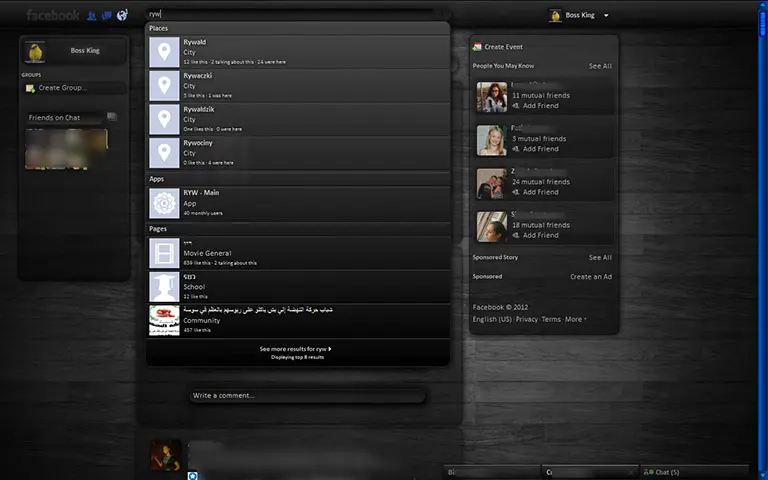 facebook
ryw
Boss King
Boss King
GROUPS
Create Group...
Friends on Chat
Places
Rywałd
City
12 like this · 2 talking about this · 24 were here
Rywaczki
City
5 like this · 1 was here
Rywałdzik
City
One likes this · 0 were here
Rywociny
City
0 like this · 4 were here
Apps
RYW - Main
App
40 monthly users
Pages
Movie General
839 like this · 2 talking about this
School
12 like this
شباب حركة النهضة إلي بش ياكلو على ريوسهم بالعظم في سوسة
Community
457 like this
See more results for ryw
Displaying top 8 results
Write a comment...
Create Event
People You May Know
See All
11 mutual friends
Add Friend
3 mutual friends
Add Friend
24 mutual friends
Add Friend
18 mutual friends
Add Friend
Sponsored Story
See All
Sponsored
Create an Ad
Facebook © 2012
English (US) · Privacy · Terms · More
Chat (5)